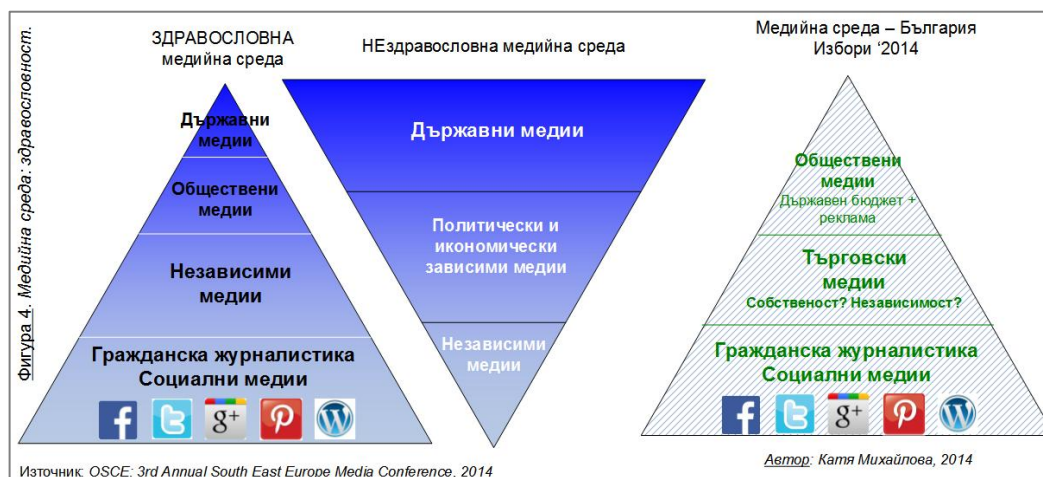 Фигура 4. Медийна среда: здравословност.
ЗДРАВОСЛОВНА
медийна среда
Държавни
медии
Обществени
медии
Независими
медии
Гражданска журналистика
Социални медии
f
t
g+
P
W
НЕздравословна медийна среда
Държавни медии
Политически и
икономически
зависими медии
Независими
медии
Медийна среда – България
Избори ‘2014
Обществени
медии
Държавен бюджет +
реклама
Търговски
медии
Собственост? Независимост?
Гражданска журналистика
Социални медии
f
t
g+
P
W
Източник: OSCE: 3rd Annual South East Europe Media Conference, 2014
Автор: Катя Михайлова, 2014